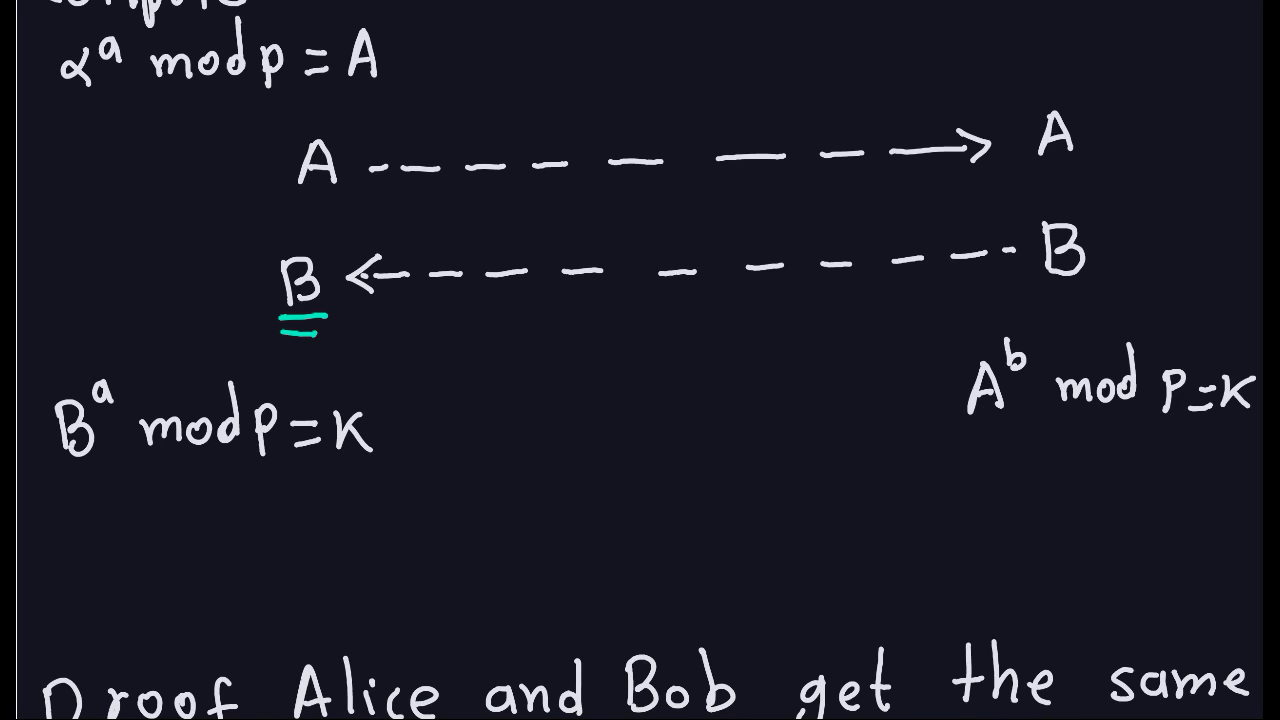 α^a mod p = A
A A
B B
B^a mod p = K A^b mod p = K
Proof Alice and Bob get the same